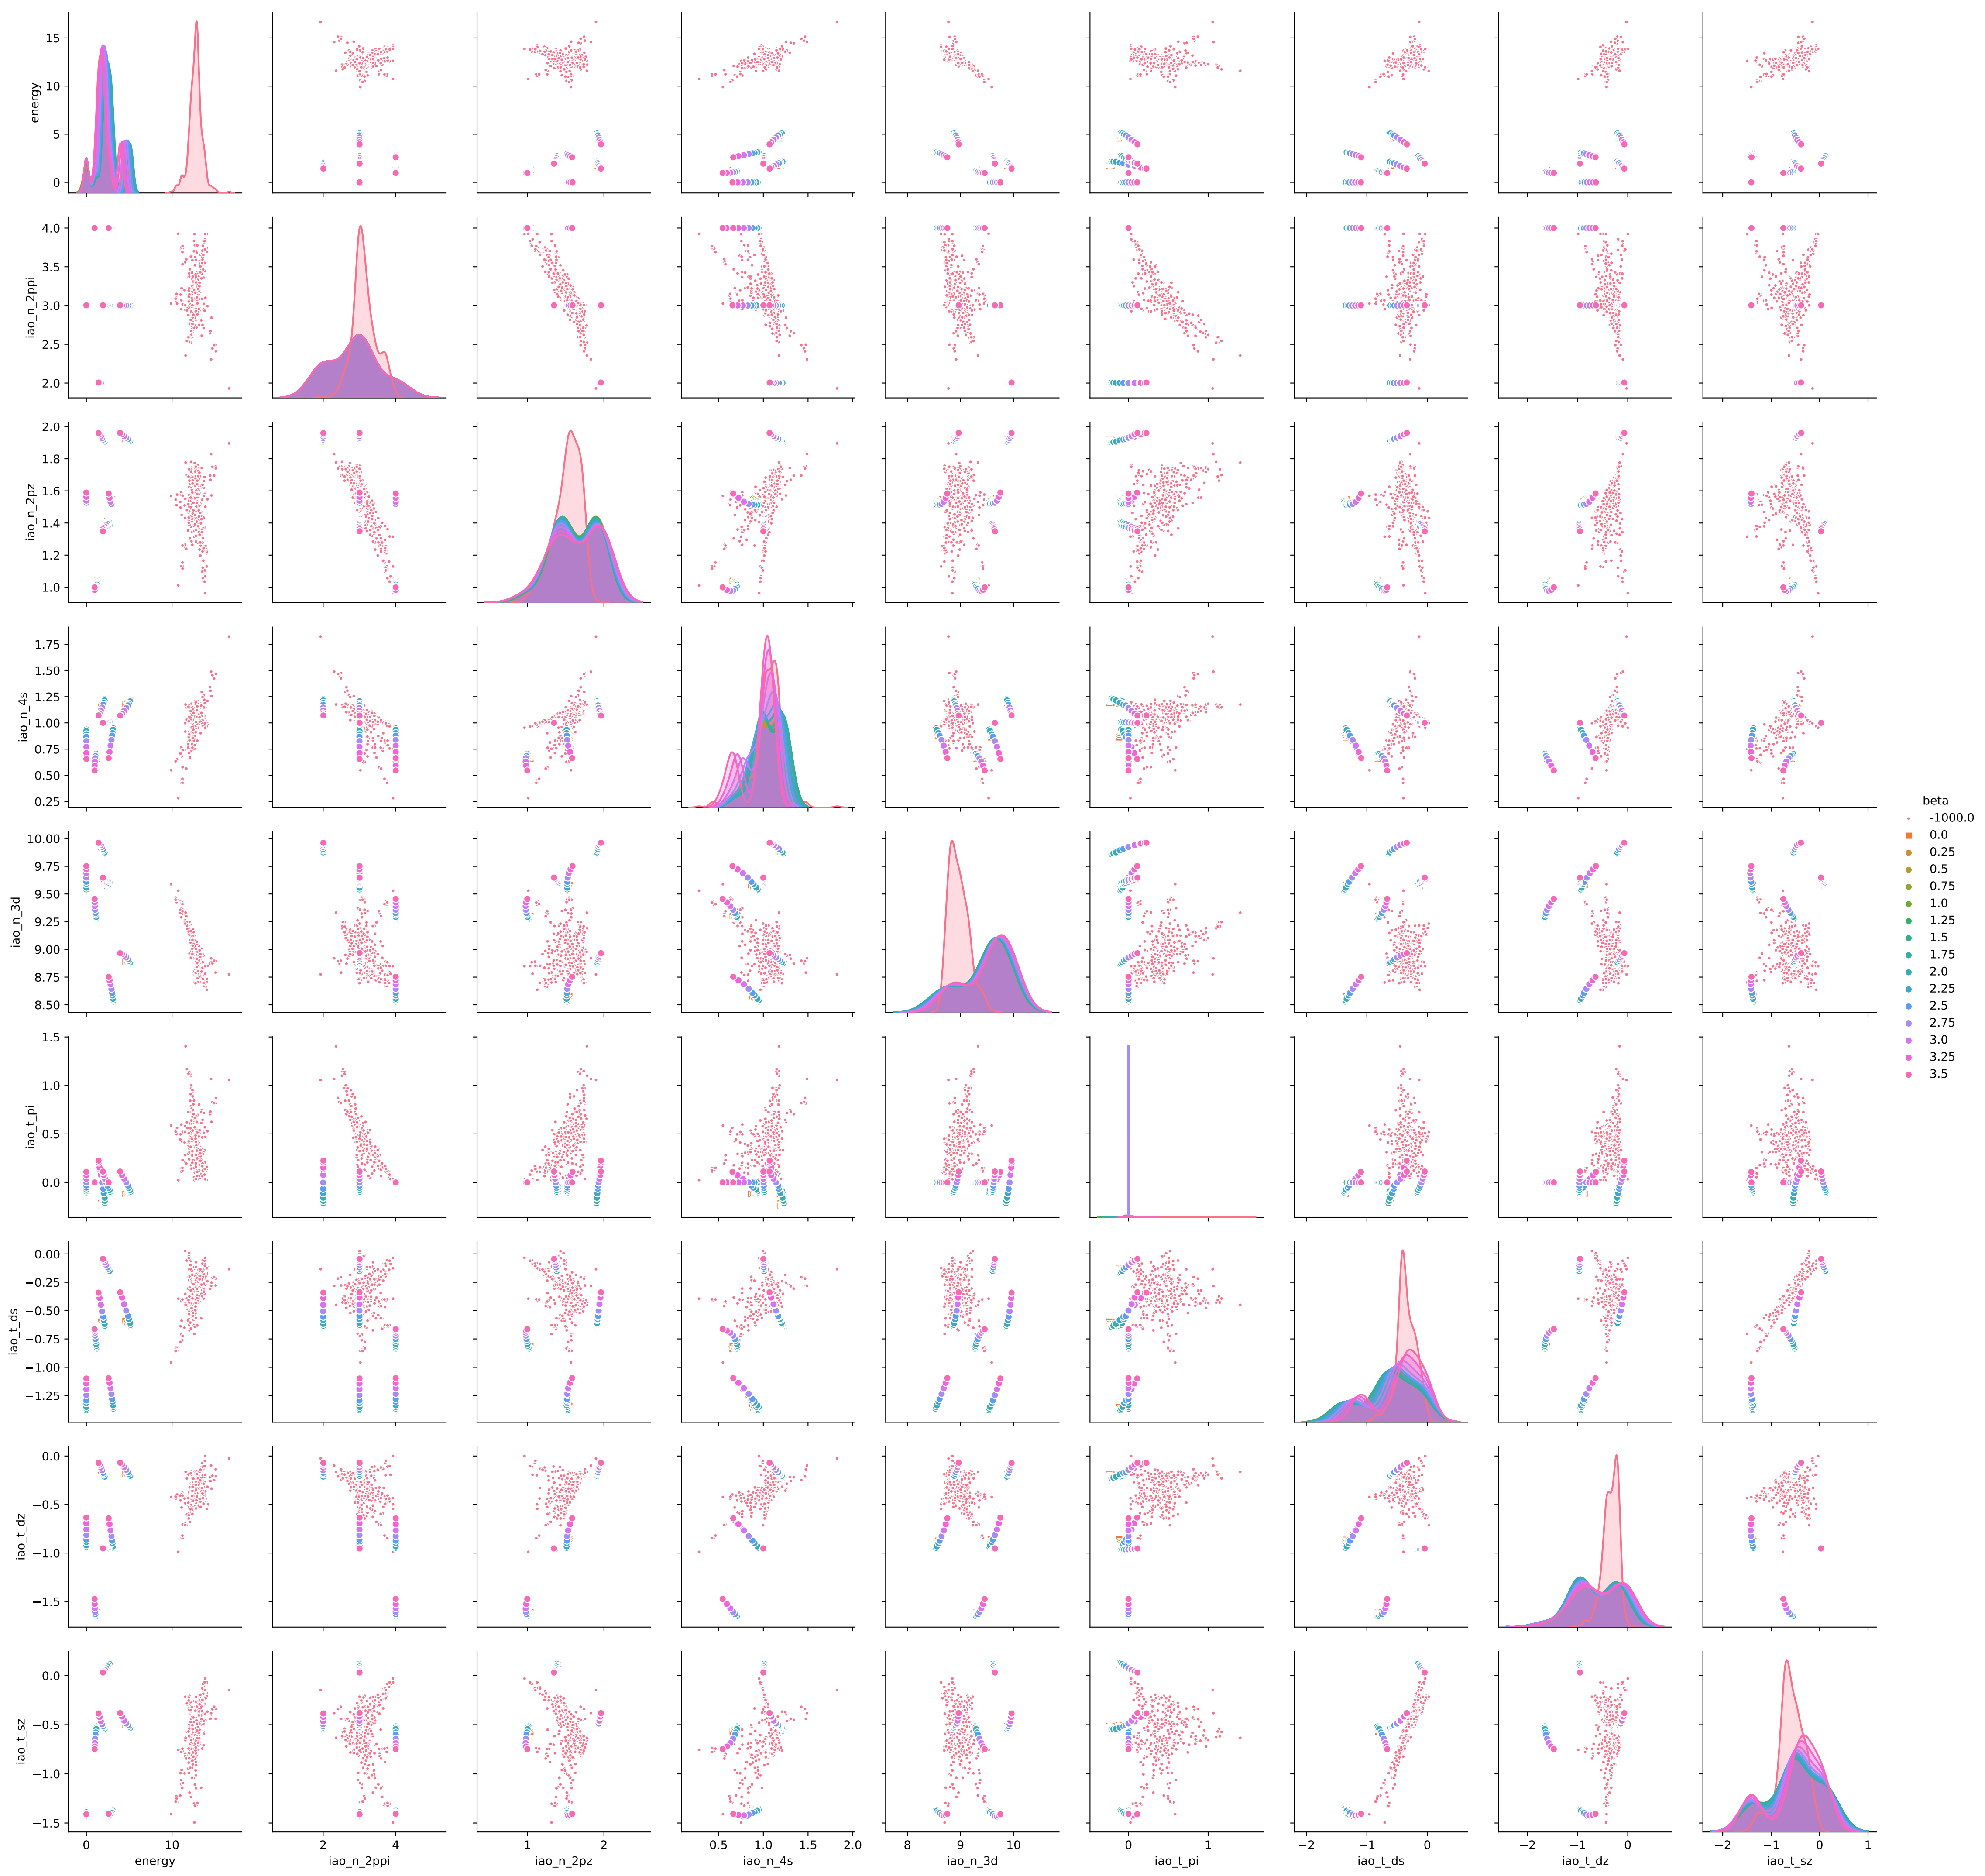 energy
15
10
5
0
iao_n_2ppi
4.0
3.5
3.0
2.5
2.0
iao_n_2pz
2.0
1.8
1.6
1.4
1.2
1.0
iao_n_4s
1.75
1.50
1.25
1.00
0.75
0.50
0.25
iao_n_3d
10.00
9.75
9.50
9.25
9.00
8.75
8.50
iao_t_pi
1.5
1.0
0.5
0.0
iao_t_ds
0.00
−0.25
−0.50
−0.75
−1.00
−1.25
iao_t_dz
0.0
−0.5
−1.0
−1.5
iao_t_sz
0.0
−0.5
−1.0
−1.5
0 10
2 4
1 2
0.5 1.0 1.5 2.0
8 9 10
0 1
−2 −1 0
−2 −1 0
−2 −1 0 1
energy
iao_n_2ppi
iao_n_2pz
iao_n_4s
iao_n_3d
iao_t_pi
iao_t_ds
iao_t_dz
iao_t_sz
beta
-1000.0
0.0
0.25
0.5
0.75
1.0
1.25
1.5
1.75
2.0
2.25
2.5
2.75
3.0
3.25
3.5